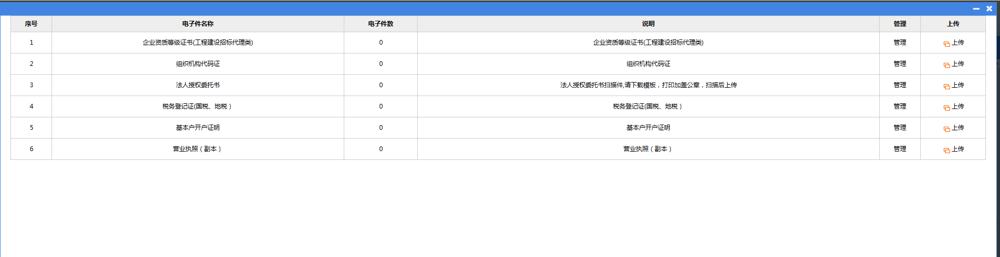 序号 电子件名称 电子件数 说明 管理 上传
1 企业资质等级证书(工程建设招标代理类) 0 企业资质等级证书(工程建设招标代理类) 管理 上传
2 组织机构代码证 0 组织机构代码证 管理 上传
3 法人授权委托书 0 法人授权委托书扫描件,请下载模板，打印加盖公章，扫描后上传 管理 上传
4 税务登记证(国税、地税） 0 税务登记证(国税、地税） 管理 上传
5 基本户开户证明 0 基本户开户证明 管理 上传
6 营业执照（副本） 0 营业执照（副本） 管理 上传